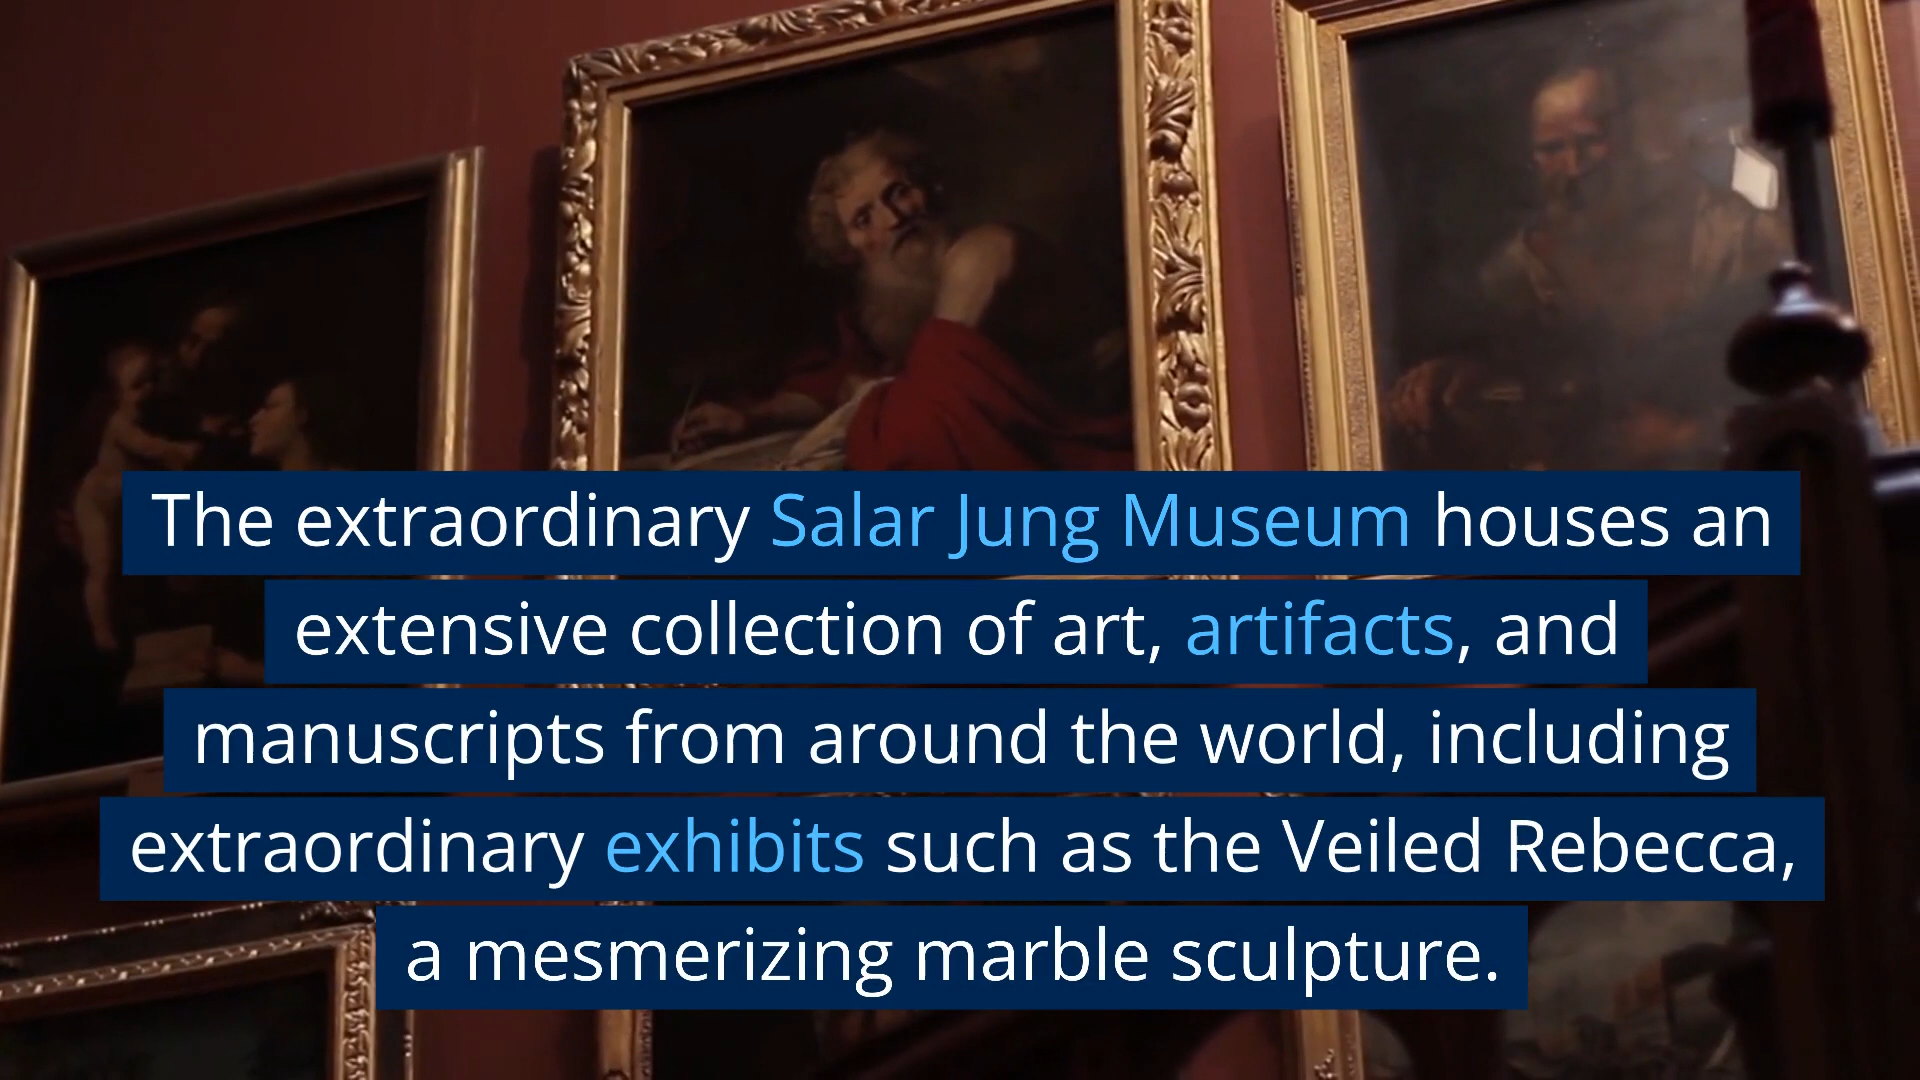 The extraordinary Salar Jung Museum houses an
extensive collection of art, artifacts, and
manuscripts from around the world, including
extraordinary exhibits such as the Veiled Rebecca,
a mesmerizing marble sculpture.